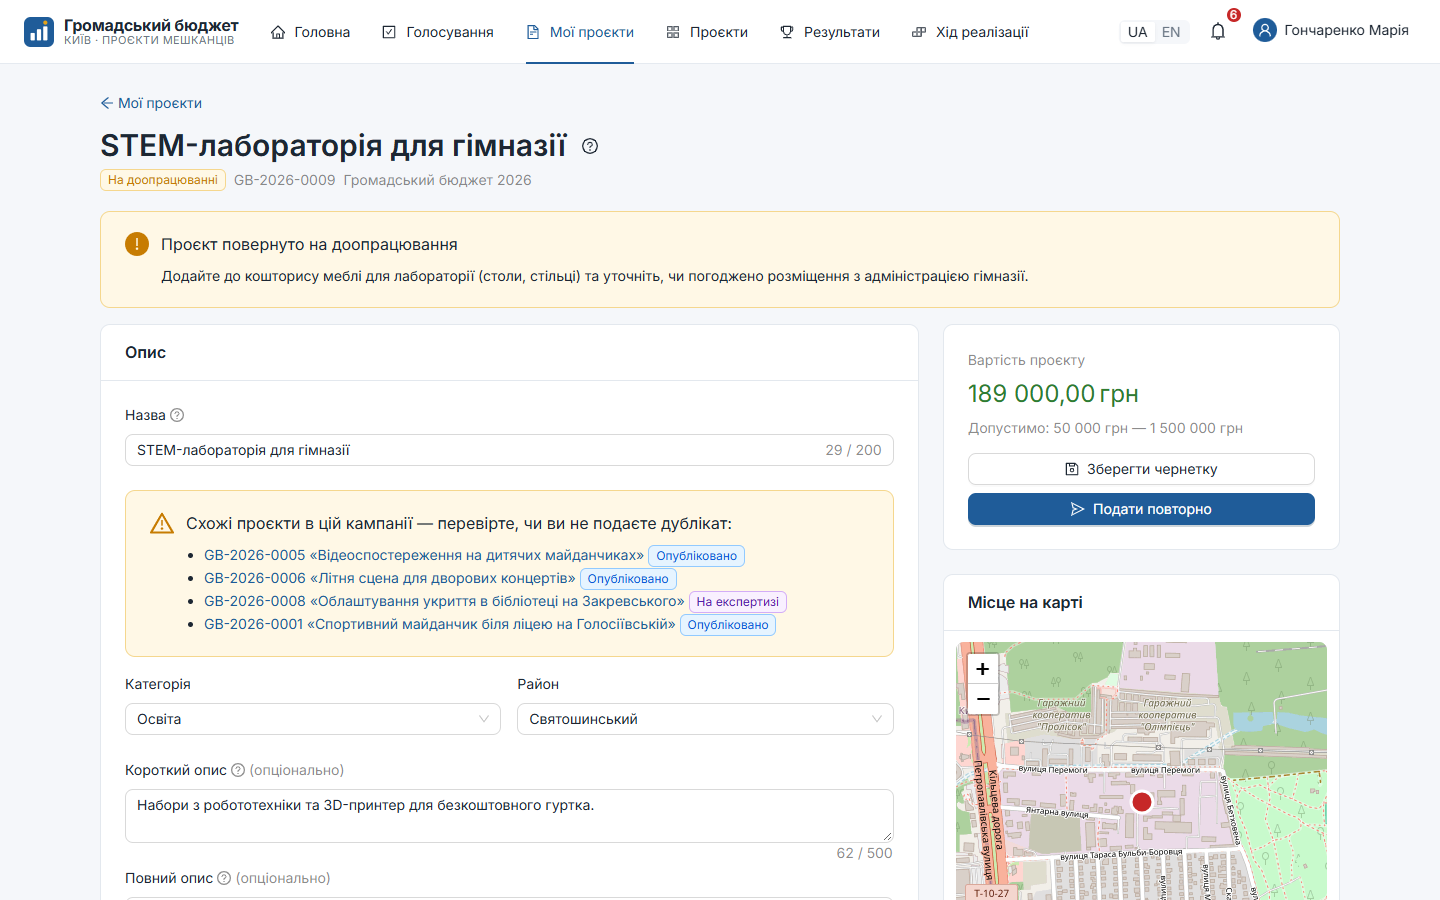 Громадський бюджет
КИЇВ · ПРОЄКТИ МЕШКАНЦІВ
Головна
Голосування
Мої проєкти
Проєкти
Результати
Хід реалізації
UA EN
6
Гончаренко Марія
Мої проєкти
STEM-лабораторія для гімназії
На доопрацюванні GB-2026-0009 Громадський бюджет 2026
Проєкт повернуто на доопрацювання
Додайте до кошторису меблі для лабораторії (столи, стільці) та уточніть, чи погоджено розміщення з адміністрацією гімназії.
Опис
Назва
STEM-лабораторія для гімназії 29 / 200
Схожі проєкти в цій кампанії — перевірте, чи ви не подаєте дублікат:
GB-2026-0005 «Відеоспостереження на дитячих майданчиках» Опубліковано
GB-2026-0006 «Літня сцена для дворових концертів» Опубліковано
GB-2026-0008 «Облаштування укриття в бібліотеці на Закревського» На експертизі
GB-2026-0001 «Спортивний майданчик біля ліцею на Голосіївській» Опубліковано
Категорія
Освіта
Район
Святошинський
Короткий опис (опціонально)
Набори з робототехніки та 3D-принтер для безкоштовного гуртка.
62 / 500
Повний опис (опціонально)
Вартість проєкту
189 000,00 грн
Допустимо: 50 000 грн — 1 500 000 грн
Зберегти чернетку
Подати повторно
Місце на карті
+
−
Гаражний
кооператив
"Пролісок"
Гаражний
кооператив
"Олімпієць"
вулиця Перемоги
вулиця Перемоги
Петропавлівська вулиця
Кільцева дорога
Янтарна вулиця
вулиця Бетховена
вулиця Тараса Бульби-Боровця
Т-10-27